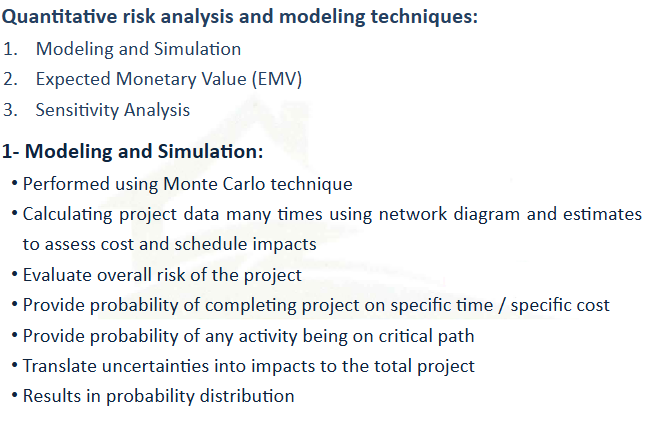 Quantitative risk analysis and modeling techniques:
1. Modeling and Simulation
2. Expected Monetary Value (EMV)
3. Sensitivity Analysis
1- Modeling and Simulation:
• Performed using Monte Carlo technique
• Calculating project data many times using network diagram and estimates
to assess cost and schedule impacts
• Evaluate overall risk of the project
• Provide probability of completing project on specific time / specific cost
• Provide probability of any activity being on critical path
• Translate uncertainties into impacts to the total project
• Results in probability distribution